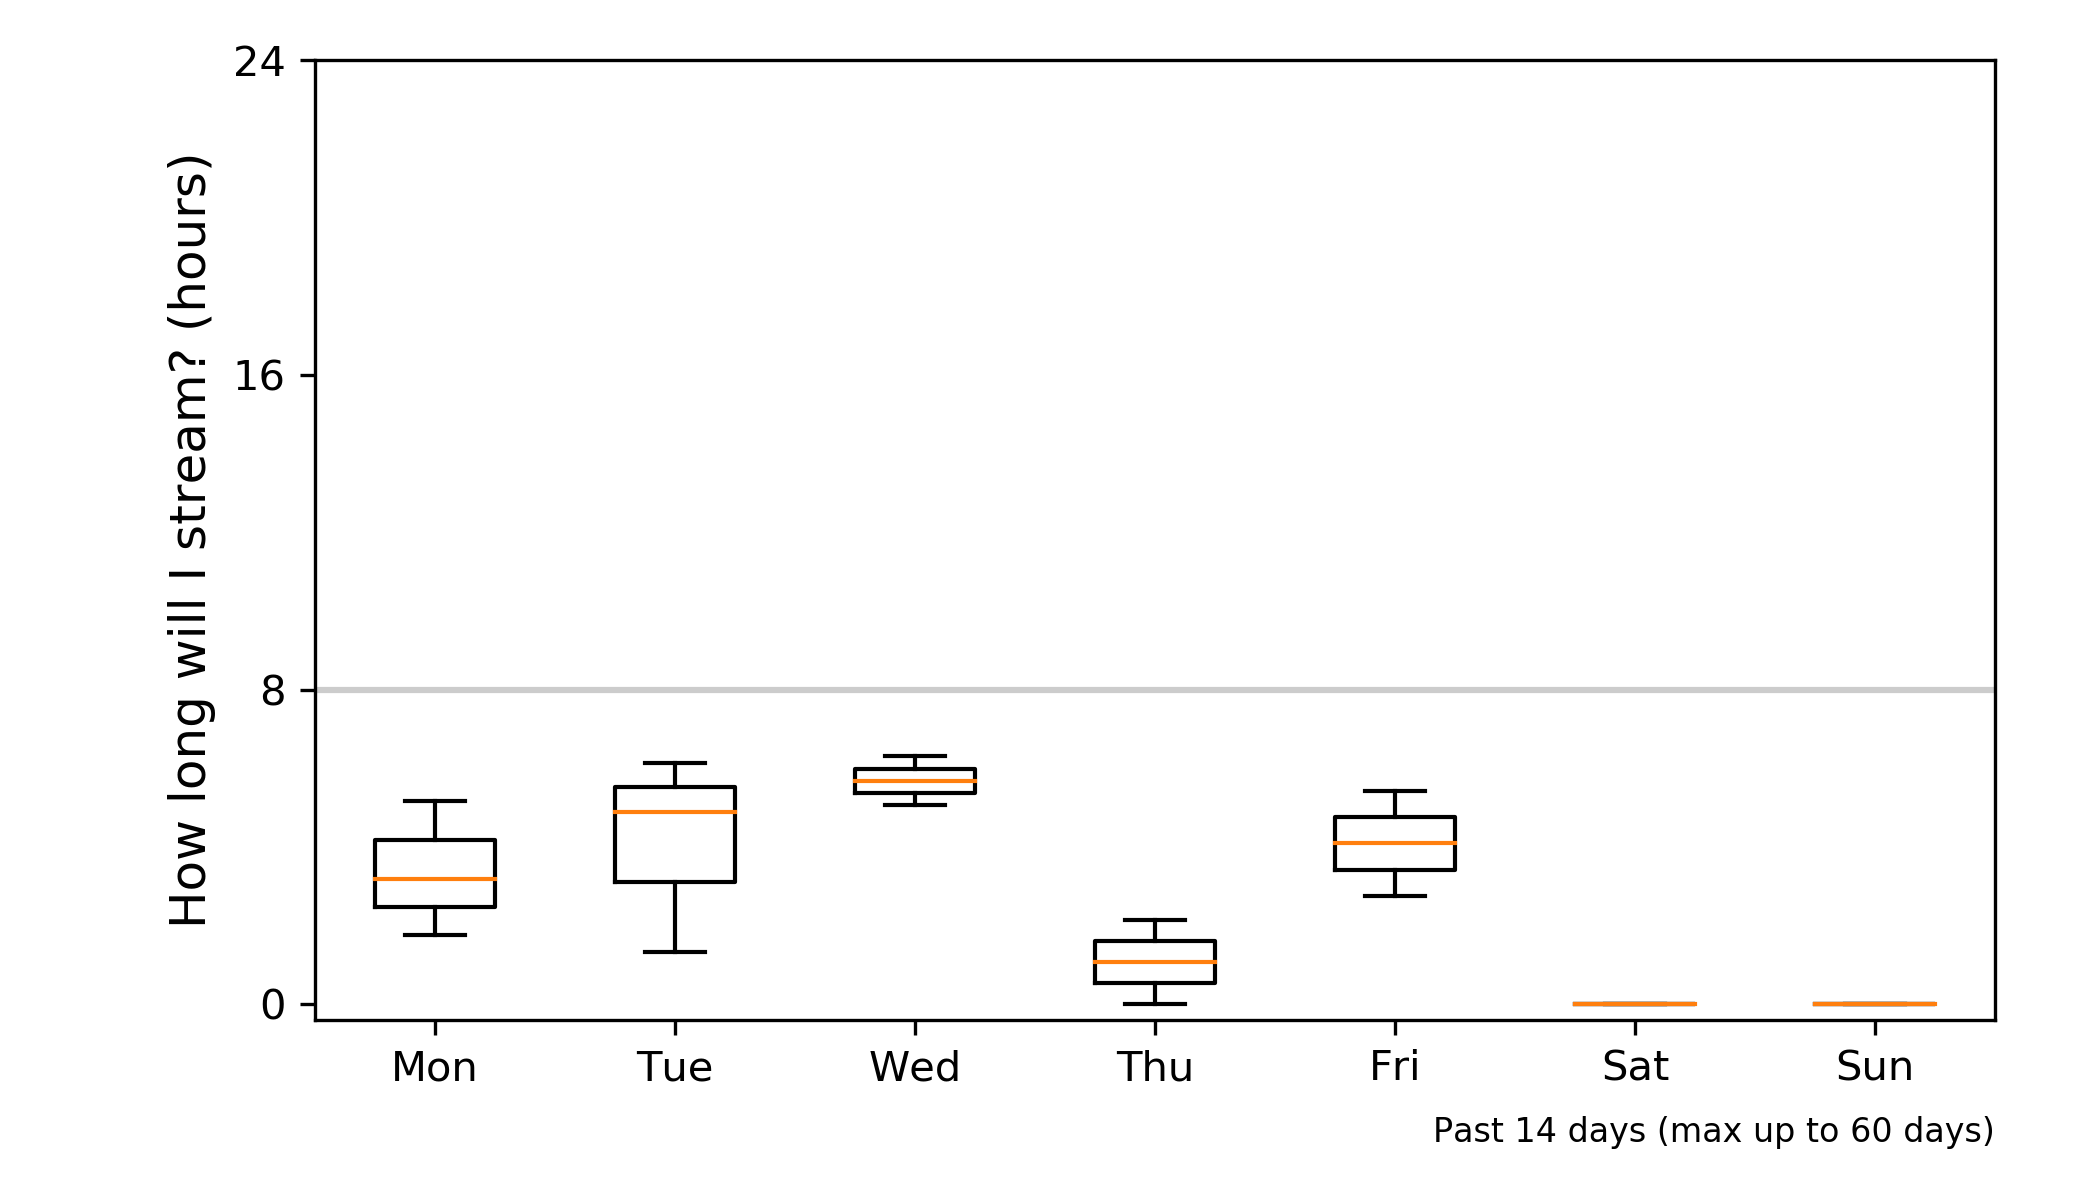 How long will I stream? (hours)
24
16
8
0
Mon Tue Wed Thu Fri Sat Sun
Past 14 days (max up to 60 days)